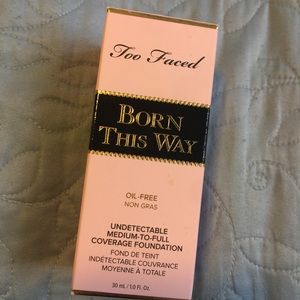 Too Faced
BORN
THIS WAY
OIL-FREE
NON GRAS
UNDETECTABLE
MEDIUM-TO-FULL
COVERAGE FOUNDATION
FOND DE TEINT
INDÉTECTABLE COUVRANCE
MOYENNE À TOTALE
30 mL / 1.0 FL. Oz.